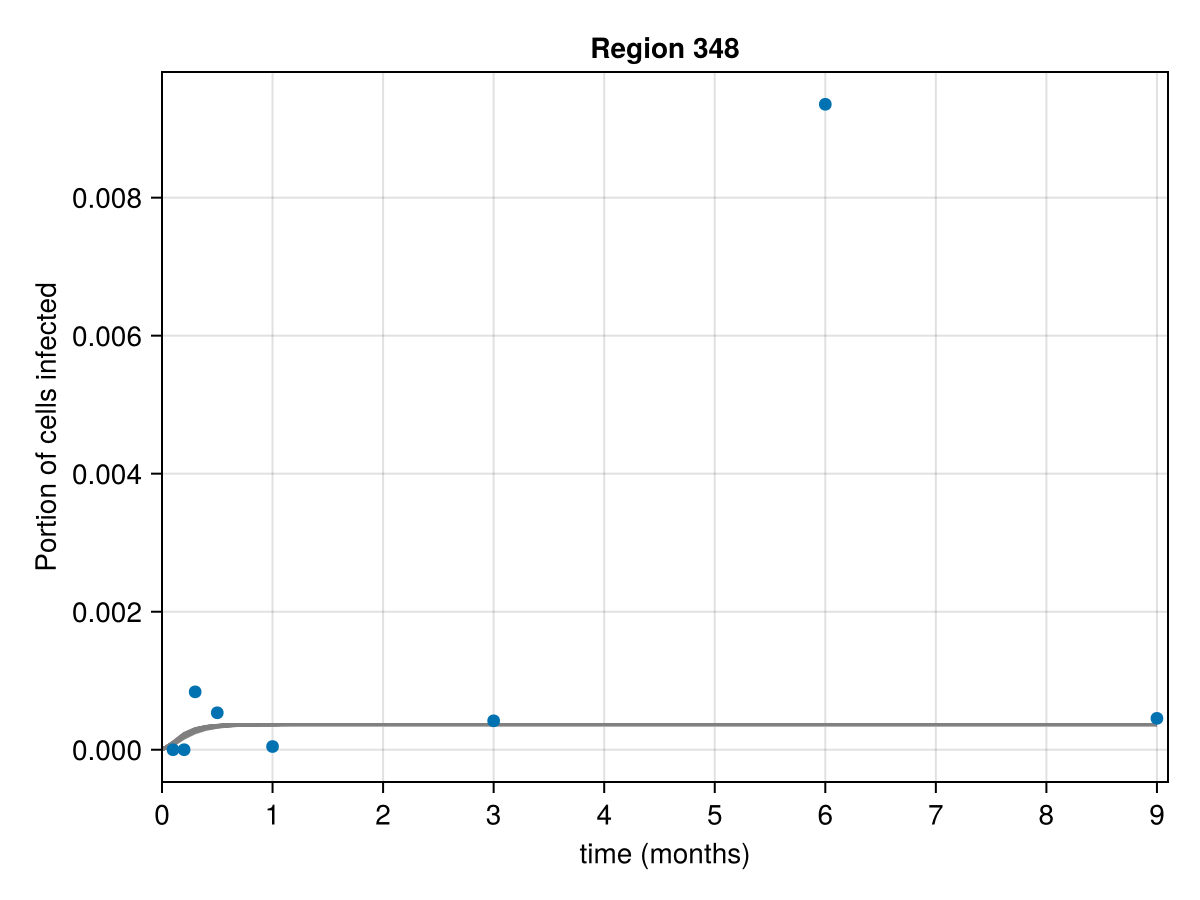 Region 348
Portion of cells infected
0.008
0.006
0.004
0.002
0.000
0 1 2 3 4 5 6 7 8 9
time (months)